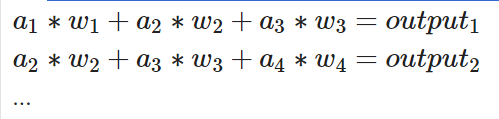 a₁ * w₁ + a₂ * w₂ + a₃ * w₃ = output₁
a₂ * w₂ + a₃ * w₃ + a₄ * w₄ = output₂
...